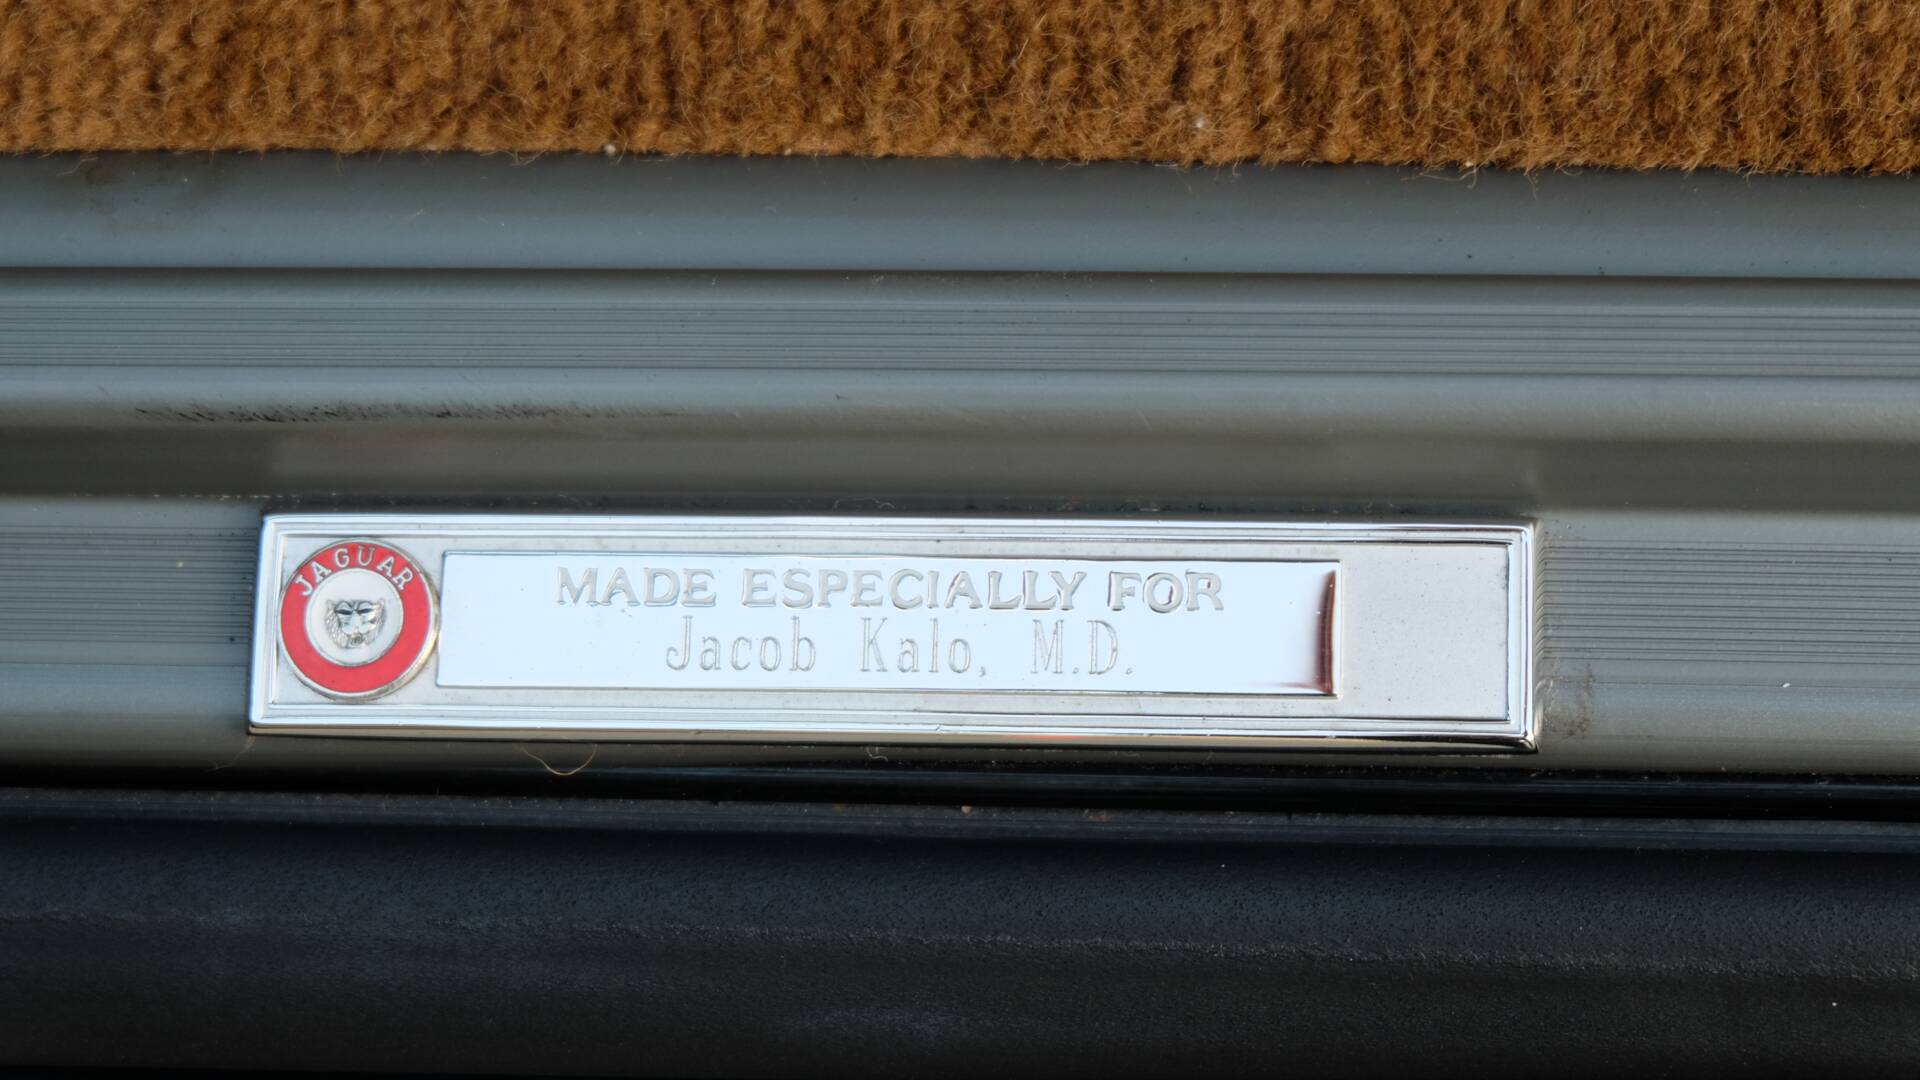 JAGUAR
MADE ESPECIALLY FOR
Jacob Kalo, M.D.